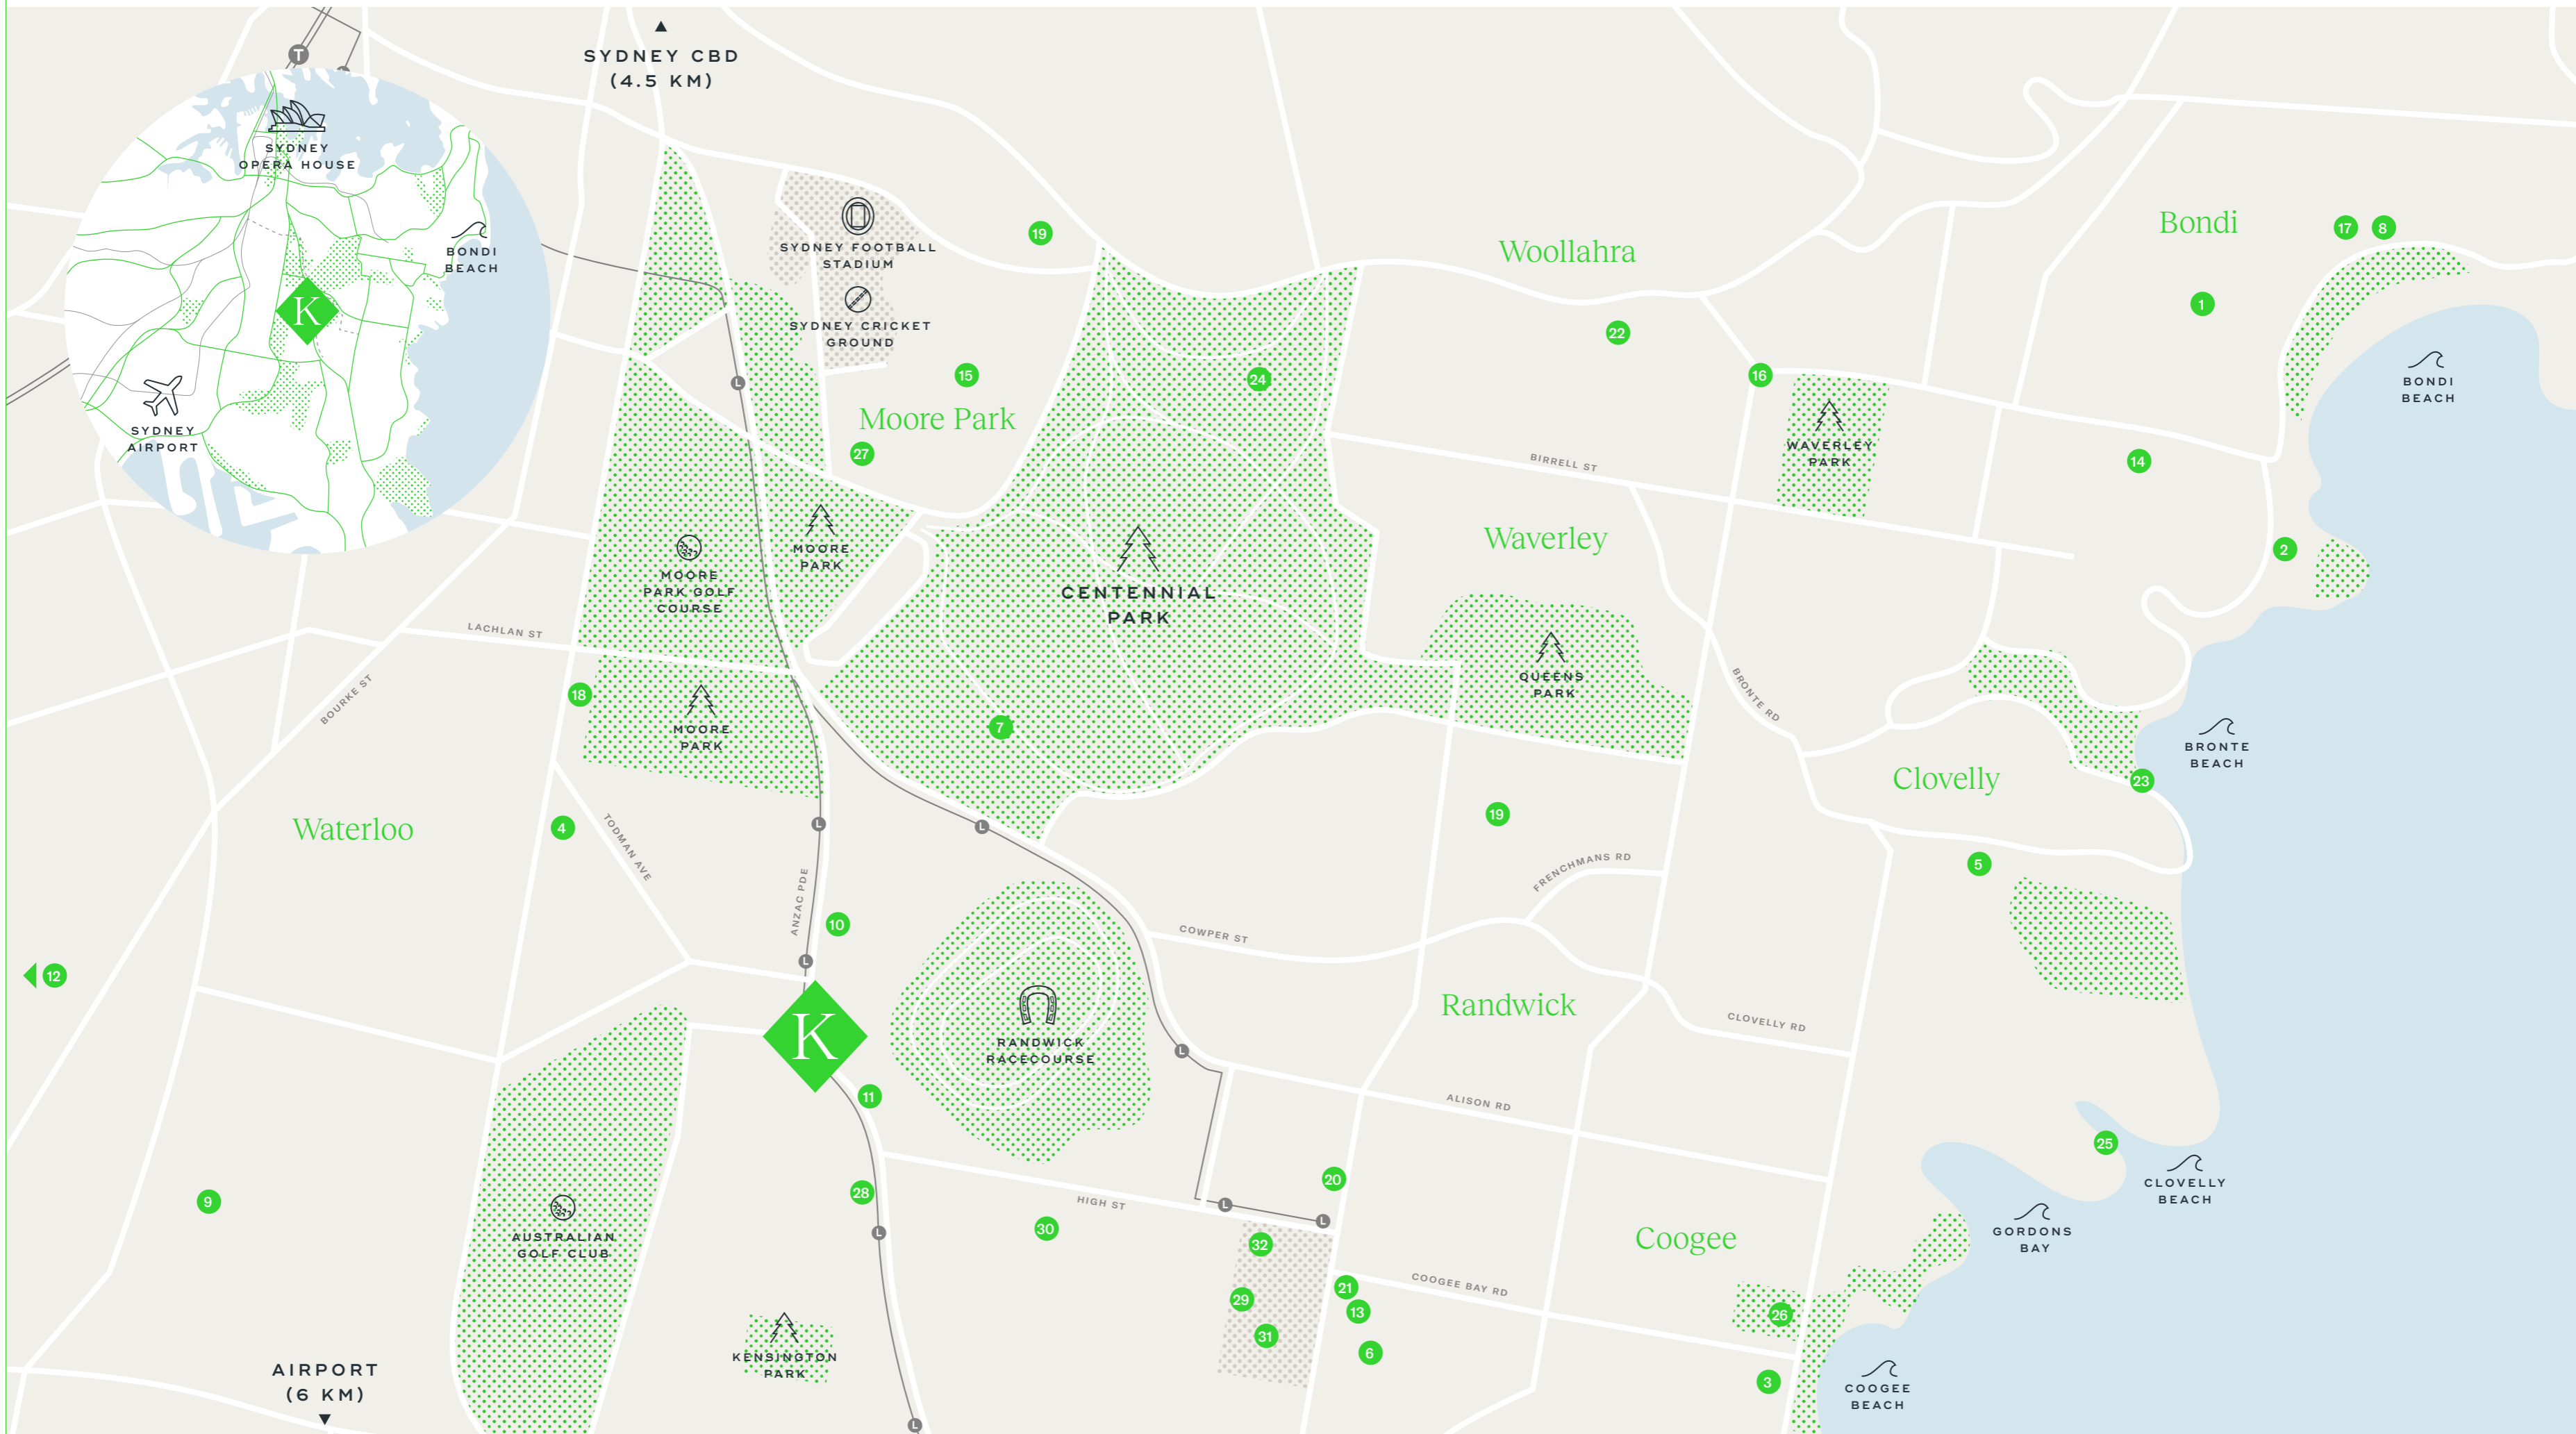 T
SYDNEY CBD
(4.5 KM)
SYDNEY
OPERA HOUSE
BONDI
BEACH
K
SYDNEY
AIRPORT
SYDNEY FOOTBALL
STADIUM
SYDNEY CRICKET
GROUND
19
15
Moore Park
27
L
24
Woollahra
22
16
Bondi
17
8
1
BONDI
BEACH
WAVERLEY
PARK
14
BIRRELL ST
Waverley
2
MOORE
PARK GOLF
COURSE
MOORE
PARK
CENTENNIAL
PARK
LACHLAN ST
BOURKE ST
18
MOORE
PARK
7
QUEENS
PARK
BRONTE RD
BRONTE
BEACH
23
Clovelly
5
Waterloo
4
TODMAN AVE
L
L
19
FRENCHMANS RD
ANZAC PDE
10
L
COWPER ST
12
K
RANDWICK
RACECOURSE
L
Randwick
CLOVELLY RD
11
ALISON RD
25
CLOVELLY
BEACH
9
28
L
HIGH ST
30
20
L
L
GORDONS
BAY
Coogee
AUSTRALIAN
GOLF CLUB
32
29
31
21
13
6
COOGEE BAY RD
26
3
COOGEE
BEACH
KENSINGTON
PARK
AIRPORT
(6 KM)
L